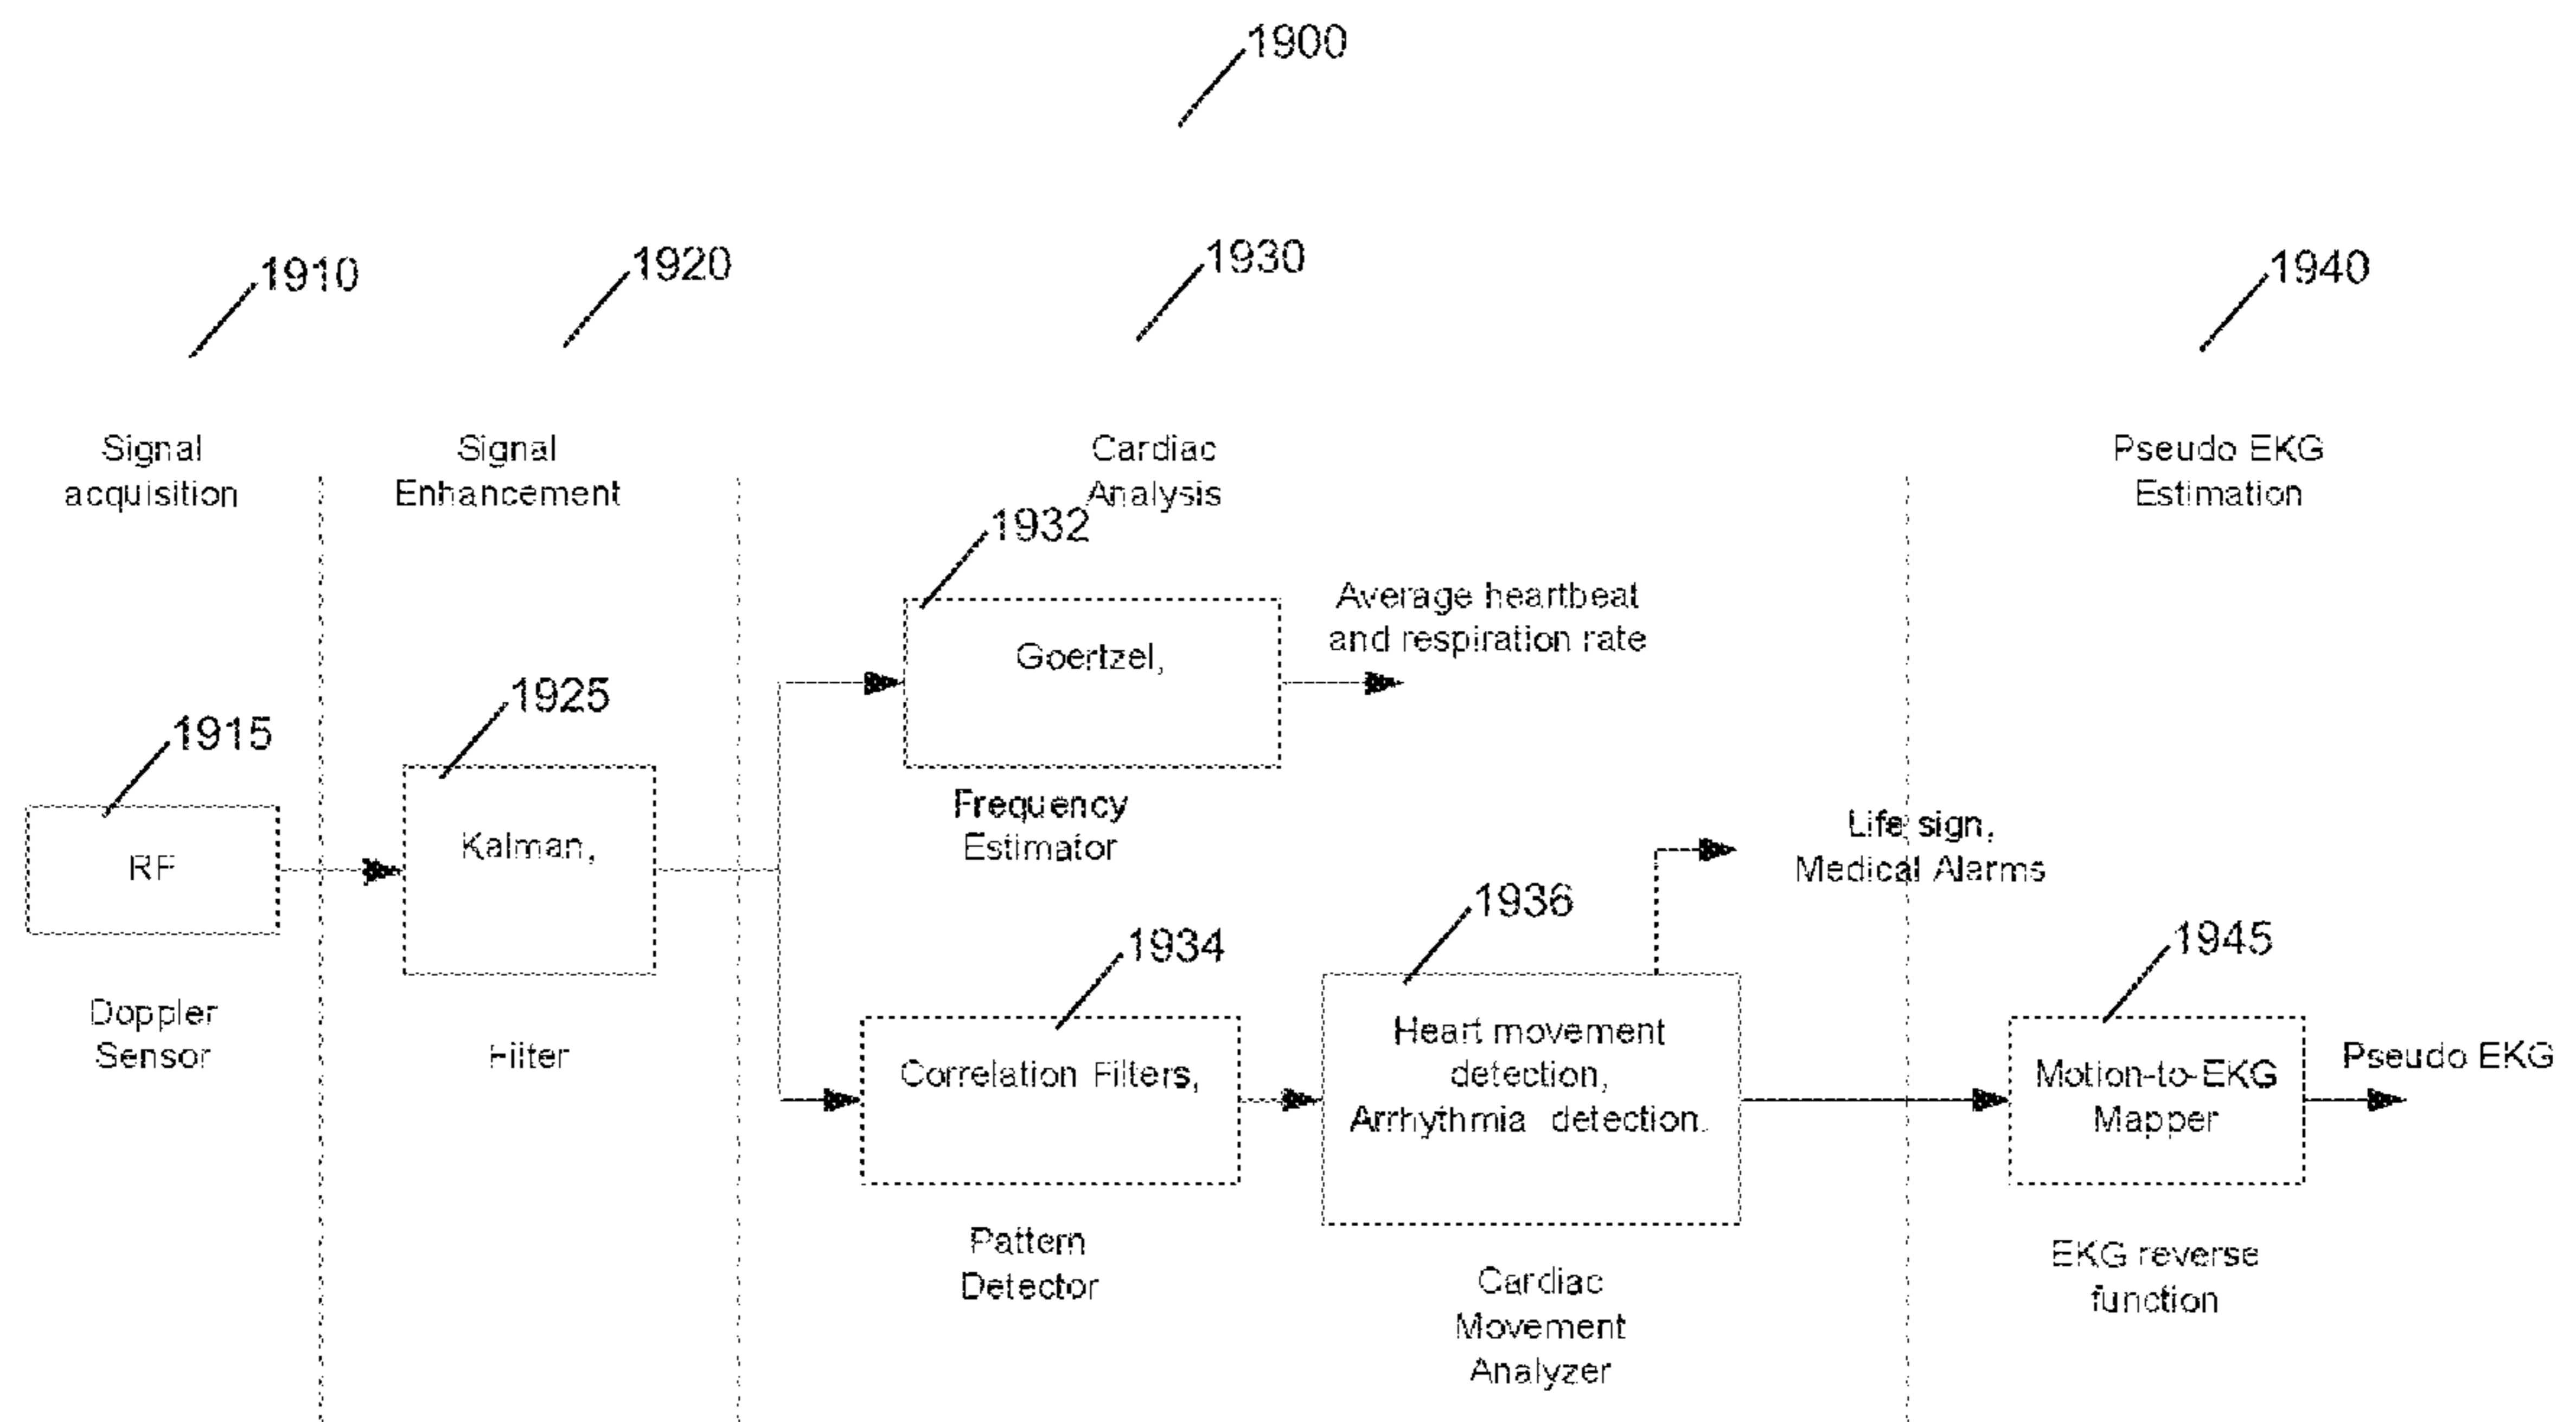 1900
1910
1920
1930
1940
Signal
acquisition
Signal
Enhancement
Cardiac
Analysis
Pseudo EKG
Estimation
1932
Goertzel,
Average heartbeat
and respiration rate
Frequency
Estimator
1915
RF
Doppler
Sensor
1925
Kalman,
Filter
1934
Correlation Filters,
Pattern
Detector
1936
Heart movement
detection,
Arrhythmia detection.
Cardiac
Movement
Analyzer
Life sign,
Medical Alarms
1945
Motion-to-EKG
Mapper
Pseudo EKG
EKG reverse
function